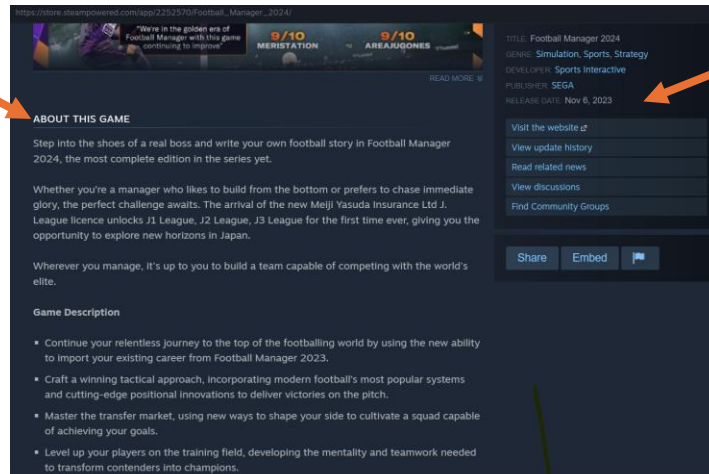 https://store.steampowered.com/app/2252570/Football_Manager_2024/
"We're in the golden era of
Football Manager with this game
continuing to improve"
9/10
MERISTATION
9/10
AREAJUGONES
READ MORE
ABOUT THIS GAME
Step into the shoes of a real boss and write your own football story in Football Manager
2024, the most complete edition in the series yet.
Whether you're a manager who likes to build from the bottom or prefers to chase immediate
glory, the perfect challenge awaits. The arrival of the new Meiji Yasuda Insurance Ltd J.
League licence unlocks J1 League, J2 League, J3 League for the first time ever, giving you the
opportunity to explore new horizons in Japan.
Wherever you manage, it's up to you to build a team capable of competing with the world's
elite.
Game Description
Continue your relentless journey to the top of the footballing world by using the new ability
to import your existing career from Football Manager 2023.
Craft a winning tactical approach, incorporating modern football's most popular systems
and cutting-edge positional innovations to deliver victories on the pitch.
Master the transfer market, using new ways to shape your side to cultivate a squad capable
of achieving your goals.
Level up your players on the training field, developing the mentality and teamwork needed
to transform contenders into champions.
TITLE: Football Manager 2024
GENRE: Simulation, Sports, Strategy
DEVELOPER: Sports Interactive
PUBLISHER: SEGA
RELEASE DATE: Nov 6, 2023
Visit the website
View update history
Read related news
View discussions
Find Community Groups
Share
Embed